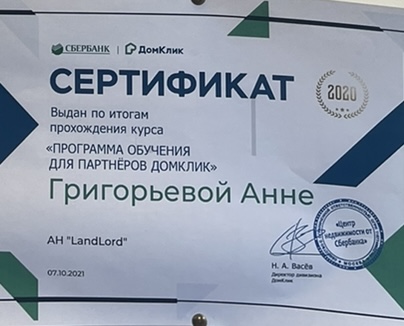 СБЕРБАНК | ДомКлик
СЕРТИФИКАТ
2020
Выдан по итогам
прохождения курса
«ПРОГРАММА ОБУЧЕНИЯ
ДЛЯ ПАРТНЁРОВ ДОМКЛИК»
Григорьевой Анне
АН "LandLord"
«Центр
недвижимости от
Сбербанка»
07.10.2021
Н. А. Васёв
Директор дивизиона
ДомКлик